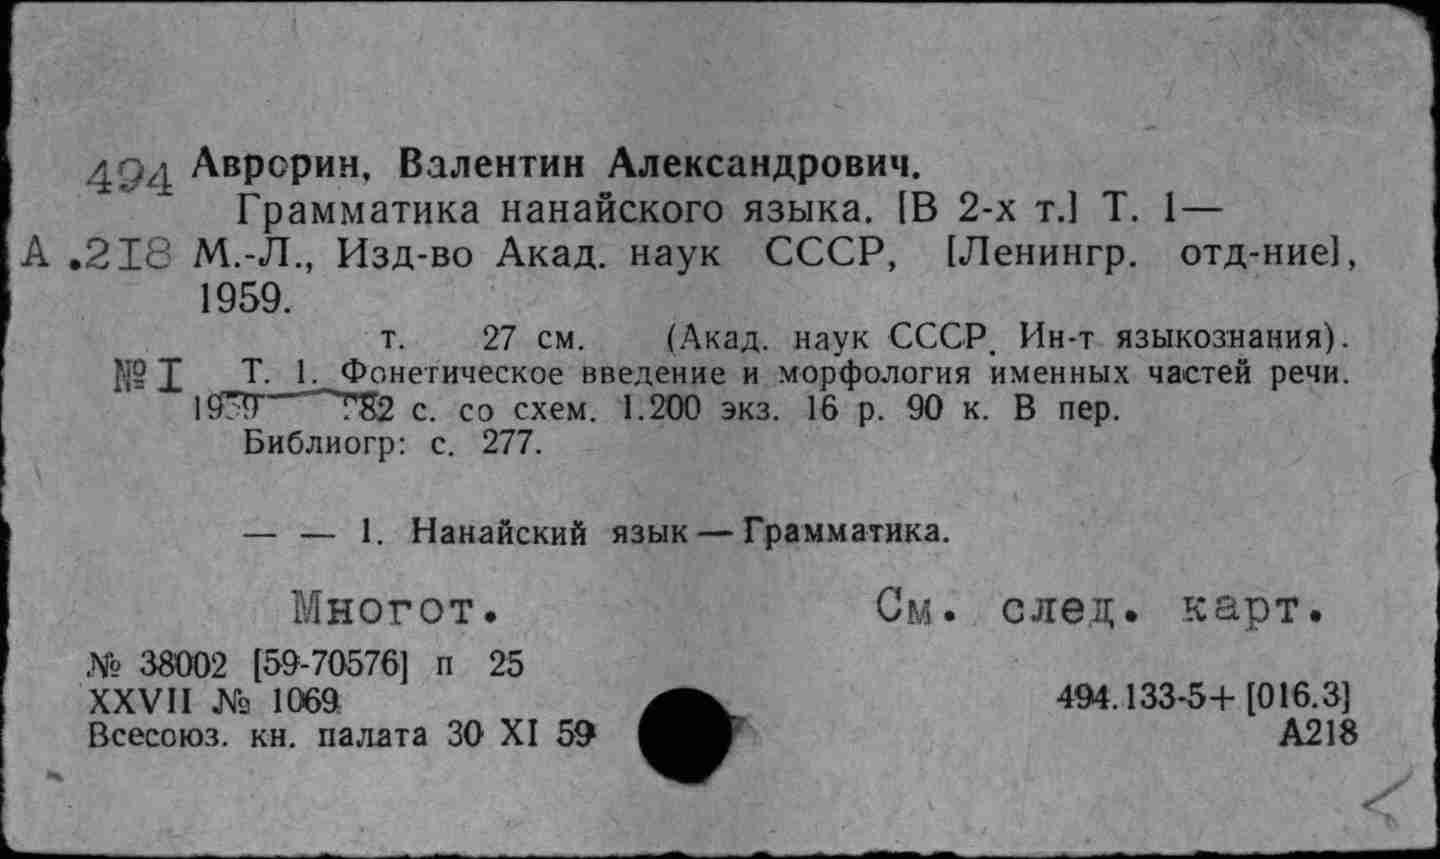 494 Аврорин, Валентин Александрович.
Грамматика нанайского языка. [В 2-х т.] Т. 1—
А .218 М.-Л., Изд-во Акад. наук СССР, [Ленингр. отд-ние],
1959.
т. 27 см. (Акад. наук СССР. Ин-т языкознания).
№ I Т. 1. Фонетическое введение и морфология именных частей речи.
1959 282 с. со схем. 1.200 экз. 16 р. 90 к. В пер.
Библиогр: с. 277.
— — 1. Нанайский язык — Грамматика.
Многот. См. след. карт.
№ 38002 [59-70576] п 25
XXVII № 1069 494.133-5+ [016.3]
Всесоюз. кн. палата 30 XI 59 А218